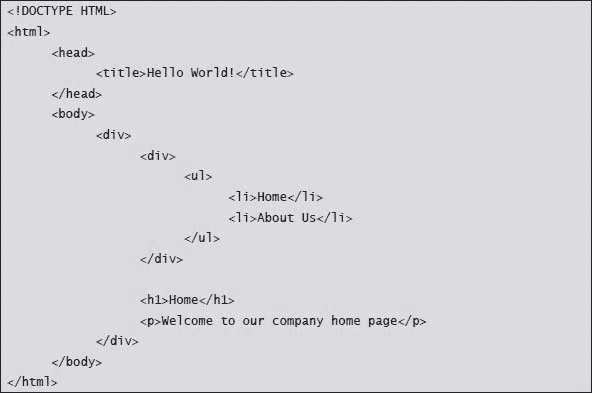 <!DOCTYPE HTML>
<html>
<head>
<title>Hello World!</title>
</head>
<body>
<div>
<div>
<ul>
<li>Home</li>
<li>About Us</li>
</ul>
</div>
<h1>Home</h1>
<p>Welcome to our company home page</p>
</div>
</body>
</html>